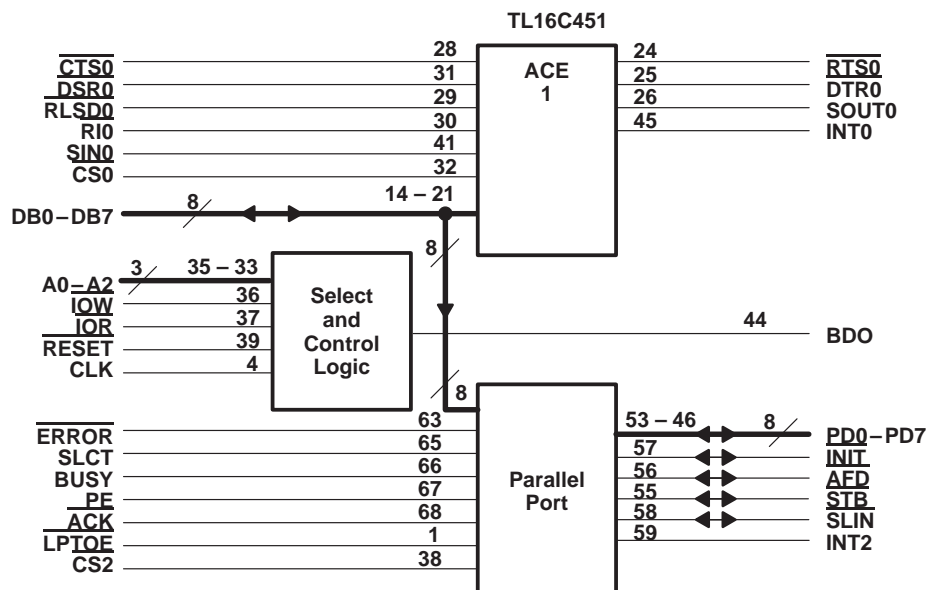 TL16C451
28
CTS0
31
DSR0
29
RLSD0
30
RI0
41
SIN0
32
CS0
ACE
1
24
RTS0
25
DTR0
26
SOUT0
45
INT0
14 – 21
8
DB0–DB7
8
3
35 – 33
A0–A2
36
IOW
37
IOR
39
RESET
4
CLK
Select
and
Control
Logic
44
BDO
8
63
ERROR
65
SLCT
66
BUSY
67
PE
68
ACK
1
LPTOE
38
CS2
Parallel
Port
53 – 46
8
PD0–PD7
57
INIT
56
AFD
55
STB
58
SLIN
59
INT2